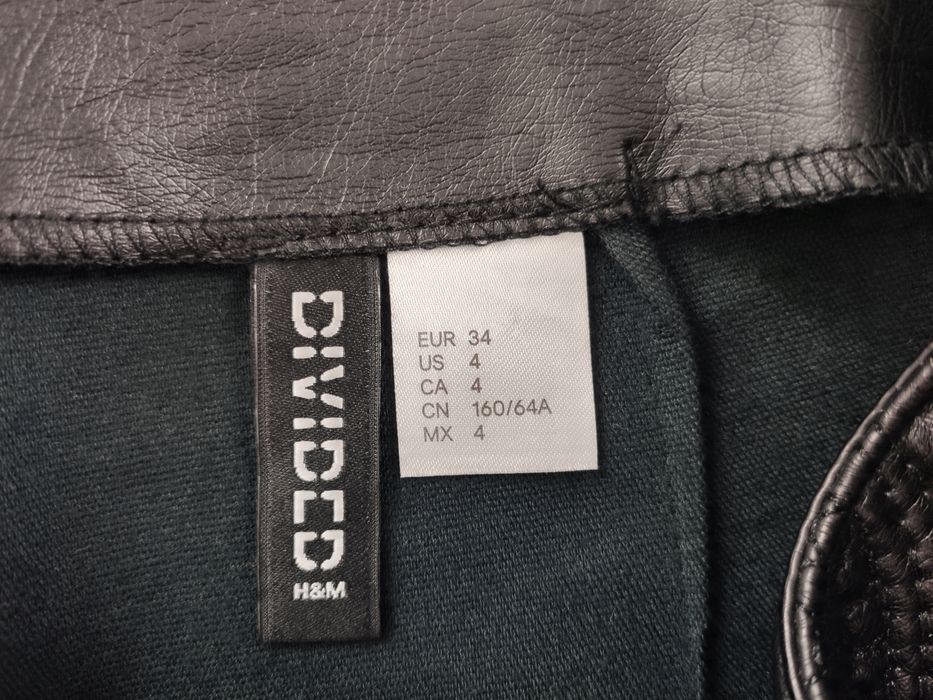 DIVIDED
H&M
EUR 34
US 4
CA 4
CN 160/64A
MX 4